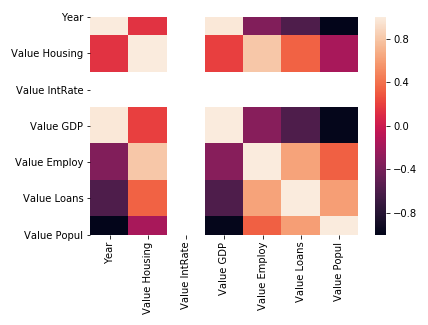 Year
Value Housing
Value IntRate
Value GDP
Value Employ
Value Loans
Value Popul
Year
Value Housing
Value IntRate
Value GDP
Value Employ
Value Loans
Value Popul
0.8
0.4
0.0
−0.4
−0.8